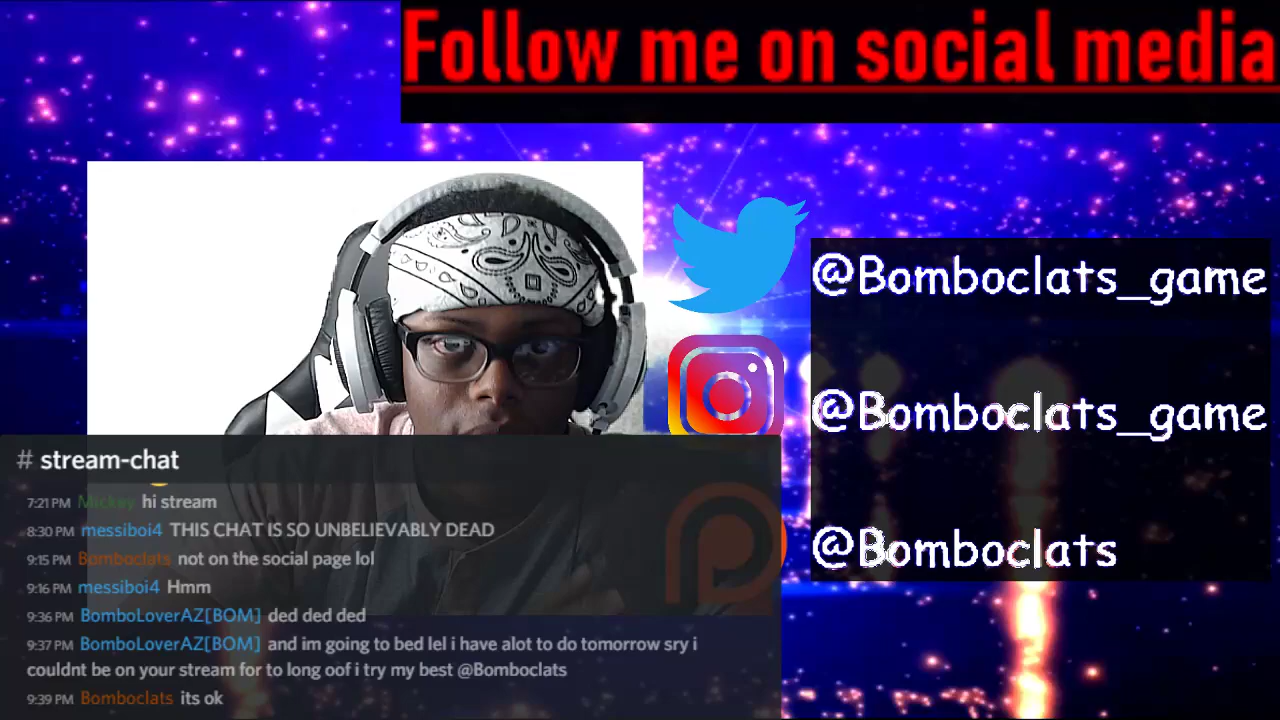 Follow me on social media
@Bomboclats_game
@Bomboclats_game
@Bomboclats
# stream-chat
7:21 PM Mickey hi stream
8:30 PM messiboi4 THIS CHAT IS SO UNBELIEVABLY DEAD
9:15 PM Bomboclats not on the social page lol
9:16 PM messiboi4 Hmm
9:36 PM BomboLoverAZ[BOM] ded ded ded
9:37 PM BomboLoverAZ[BOM] and im going to bed lel i have alot to do tomorrow sry i
couldnt be on your stream for to long oof i try my best @Bomboclats
9:39 PM Bomboclats its ok